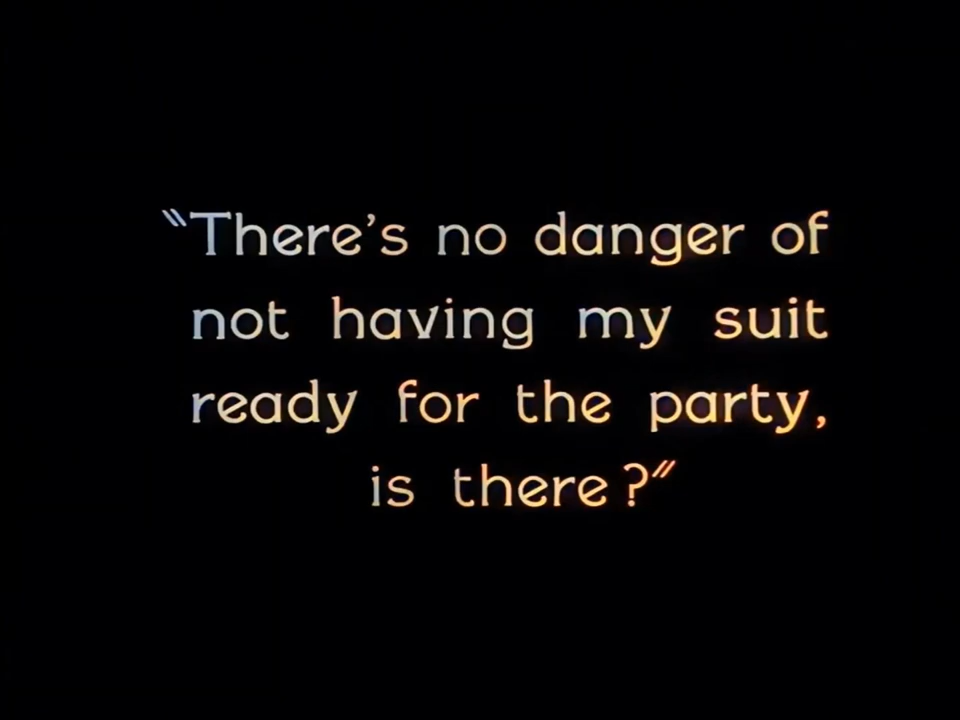 "There's no danger of
not having my suit
ready for the party,
is there?"